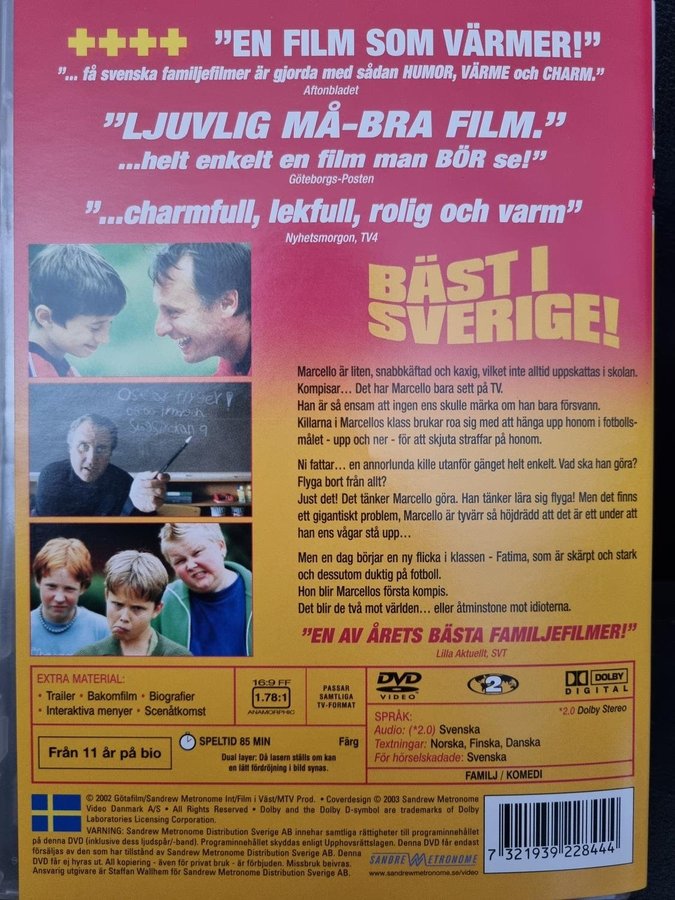 "EN FILM SOM VÄRMER!"
"... få svenska familjefilmer är gjorda med sådan HUMOR, VÄRME och CHARM."
Aftonbladet
"LJUVLIG MÅ-BRA FILM."
...helt enkelt en film man BÖR se!"
Göteborgs-Posten
"...charmfull, lekfull, rolig och varm"
Nyhetsmorgon, TV4
BÄST I
SVERIGE!
Marcello är liten, snabbkäftad och kaxig, vilket inte alltid uppskattas i skolan.
Kompisar... Det har Marcello bara sett på TV.
Han är så ensam att ingen ens skulle märka om han bara försvann.
Killarna i Marcellos klass brukar roa sig med att hänga upp honom i fotbolls-
målet - upp och ner - för att skjuta straffar på honom.
Ni fattar... en annorlunda kille utanför gänget helt enkelt. Vad ska han göra?
Flyga bort från allt?
Just det! Det tänker Marcello göra. Han tänker lära sig flyga! Men det finns
ett gigantiskt problem, Marcello är tyvärr så höjdrädd att det är ett under att
han ens vågar stå upp...
Men en dag börjar en ny flicka i klassen - Fatima, som är skärpt och stark
och dessutom duktig på fotboll.
Hon blir Marcellos första kompis.
Det blir de två mot världen... eller åtminstone mot idioterna.
"EN AV ÅRETS BÄSTA FAMILJEFILMER!"
Lilla Aktuellt, SVT
EXTRA MATERIAL:
• Trailer • Bakomfilm • Biografier
• Interaktiva menyer • Scenåtkomst
16:9 FF
1.78:1
ANAMORPHIC
PASSAR
SAMTLIGA
TV-FORMAT
DVD
VIDEO
2
DOLBY
DIGITAL
*2.0 Dolby Stereo
SPRÅK:
Audio: (*2.0) Svenska
Textningar: Norska, Finska, Danska
För hörselskadade: Svenska
FAMILJ / KOMEDI
Från 11 år på bio
SPELTID 85 MIN
Färg
Dual layer: Då lasern ställs om kan
en lätt fördröjning i bild synas.
© 2002 Götafilm/Sandrew Metronome Int/Film i Väst/MTV Prod. • Coverdesign © 2003 Sandrew Metronome
Video Danmark A/S • All Rights Reserved • Dolby and the Dolby D-symbol are trademarks of Dolby
Laboratories Licensing Corporation.
VARNING: Sandrew Metronome Distribution Sverige AB innehar samtliga rättigheter till programinnehållet
på denna DVD (inklusive dess ljudspår/-band). Programinnehållet skyddas enligt Upphovsrättslagen. Denna DVD får endast
försäljas av den som har tillstånd av Sandrew Metronome Distribution Sverige AB. Denna
DVD får ej hyras ut. All kopiering - även för privat bruk - är förbjuden. Missbruk beivras.
Ansvarig utgivare är Staffan Wallhem för Sandrew Metronome Distribution Sverige AB.
SANDREW METRONOME
www.sandrewmetronome.se/video
7 321939 228444